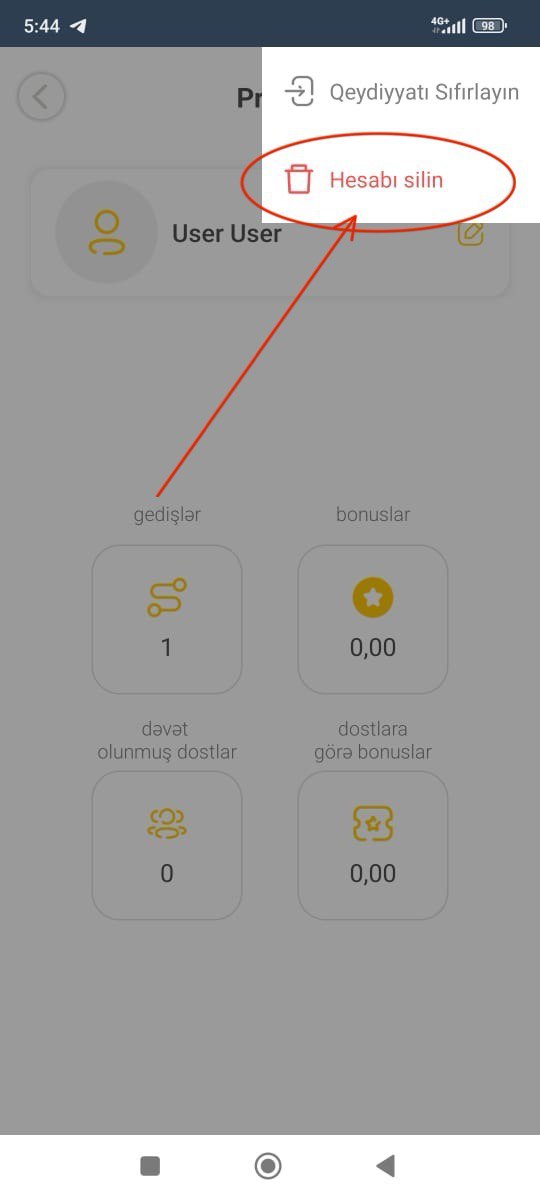 5:44
4G+
98
Pr
Qeydiyyatı Sıfırlayın
Hesabı silin
User User
gedişlər
bonuslar
1
0,00
dəvət
olunmuş dostlar
dostlara
görə bonuslar
0
0,00